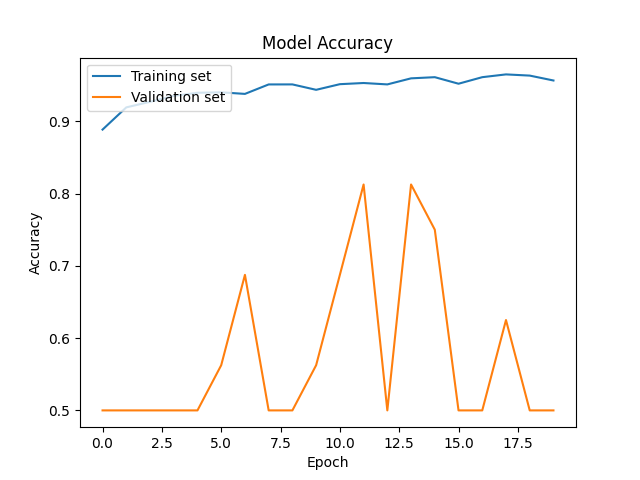 Model Accuracy
Training set
Validation set
0.9
0.8
0.7
0.6
0.5
Accuracy
0.0 2.5 5.0 7.5 10.0 12.5 15.0 17.5
Epoch